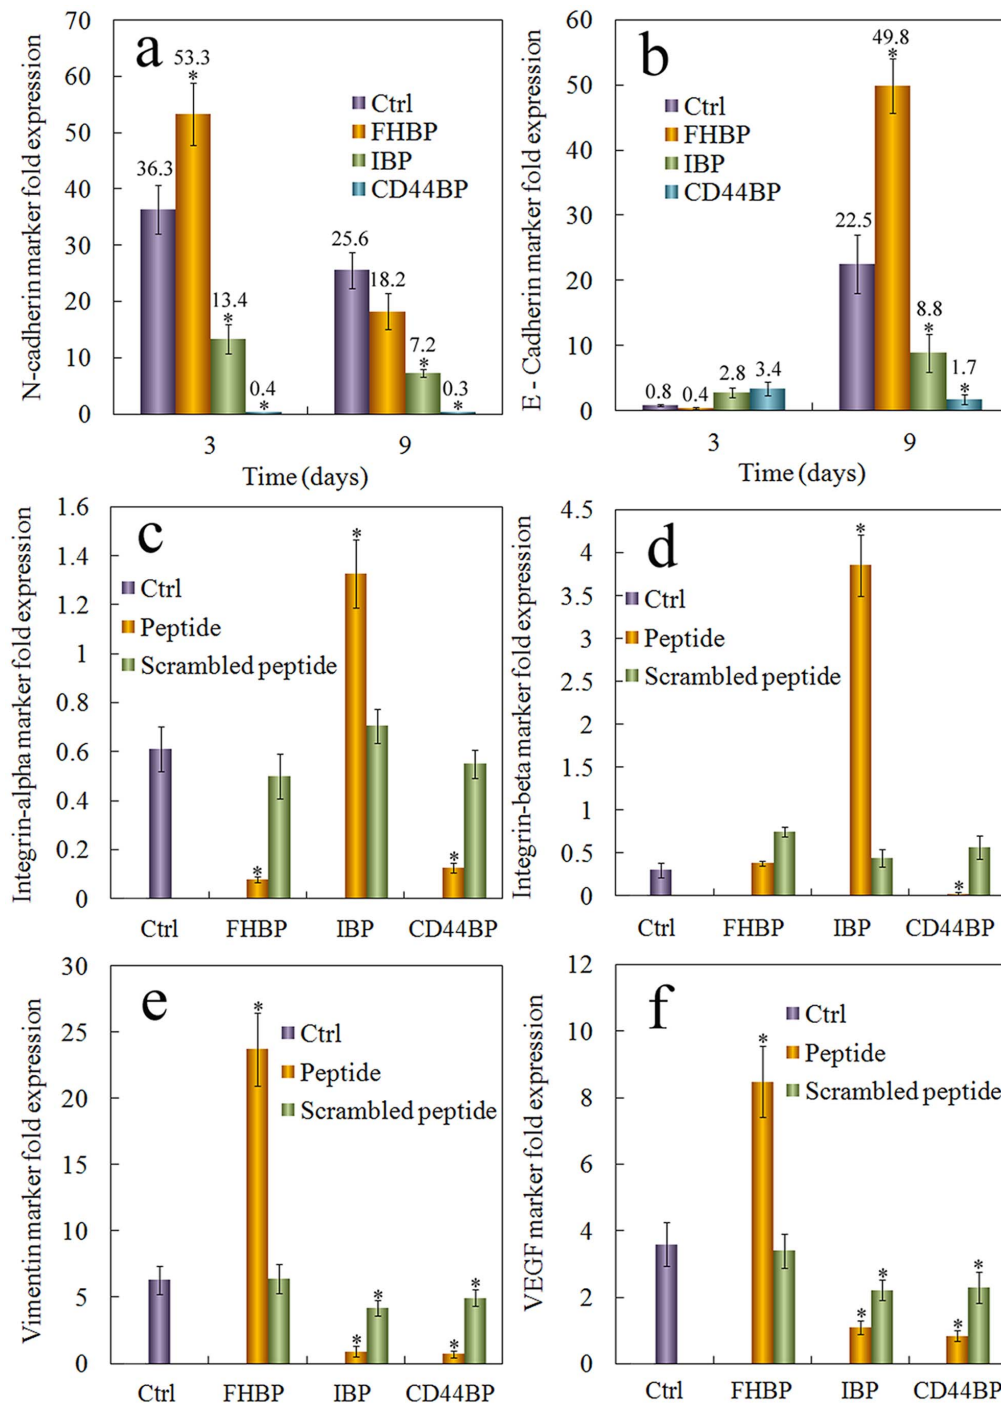 N-cadherin marker fold expression
70
60
50
40
30
20
10
0
a
36.3
53.3
*
13.4
*
0.4
*
25.6
18.2
7.2
*
0.3
*
Ctrl
FHBP
IBP
CD44BP
3
9
Time (days)
E - Cadherin marker fold expression
60
50
40
30
20
10
0
b
0.8
0.4
2.8
3.4
22.5
49.8
*
8.8
*
1.7
*
Ctrl
FHBP
IBP
CD44BP
3
9
Time (days)
Integrin-alpha marker fold expression
1.6
1.4
1.2
1
0.8
0.6
0.4
0.2
0
c
Ctrl
Peptide
Scrambled peptide
*
*
*
Ctrl
FHBP
IBP
CD44BP
Integrin-beta marker fold expression
4.5
4
3.5
3
2.5
2
1.5
1
0.5
0
d
Ctrl
Peptide
Scrambled peptide
*
*
Ctrl
FHBP
IBP
CD44BP
Vimentin marker fold expression
30
25
20
15
10
5
0
e
Ctrl
Peptide
Scrambled peptide
*
*
*
*
*
Ctrl
FHBP
IBP
CD44BP
VEGF marker fold expression
12
10
8
6
4
2
0
f
Ctrl
Peptide
Scrambled peptide
*
*
*
*
*
Ctrl
FHBP
IBP
CD44BP